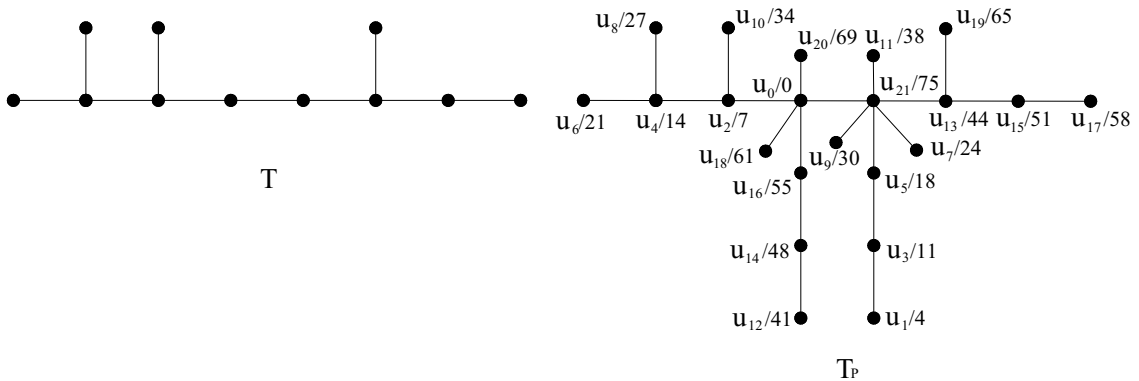 u₈/27
u₁₀/34
u₁₉/65
u₂₀/69
u₁₁/38
u₀/0
u₂₁/75
u₆/21
u₄/14
u₂/7
u₁₃/44
u₁₅/51
u₁₇/58
u₁₈/61
u₉/30
u₇/24
T
u₁₆/55
u₅/18
u₁₄/48
u₃/11
u₁₂/41
u₁/4
Tₚ